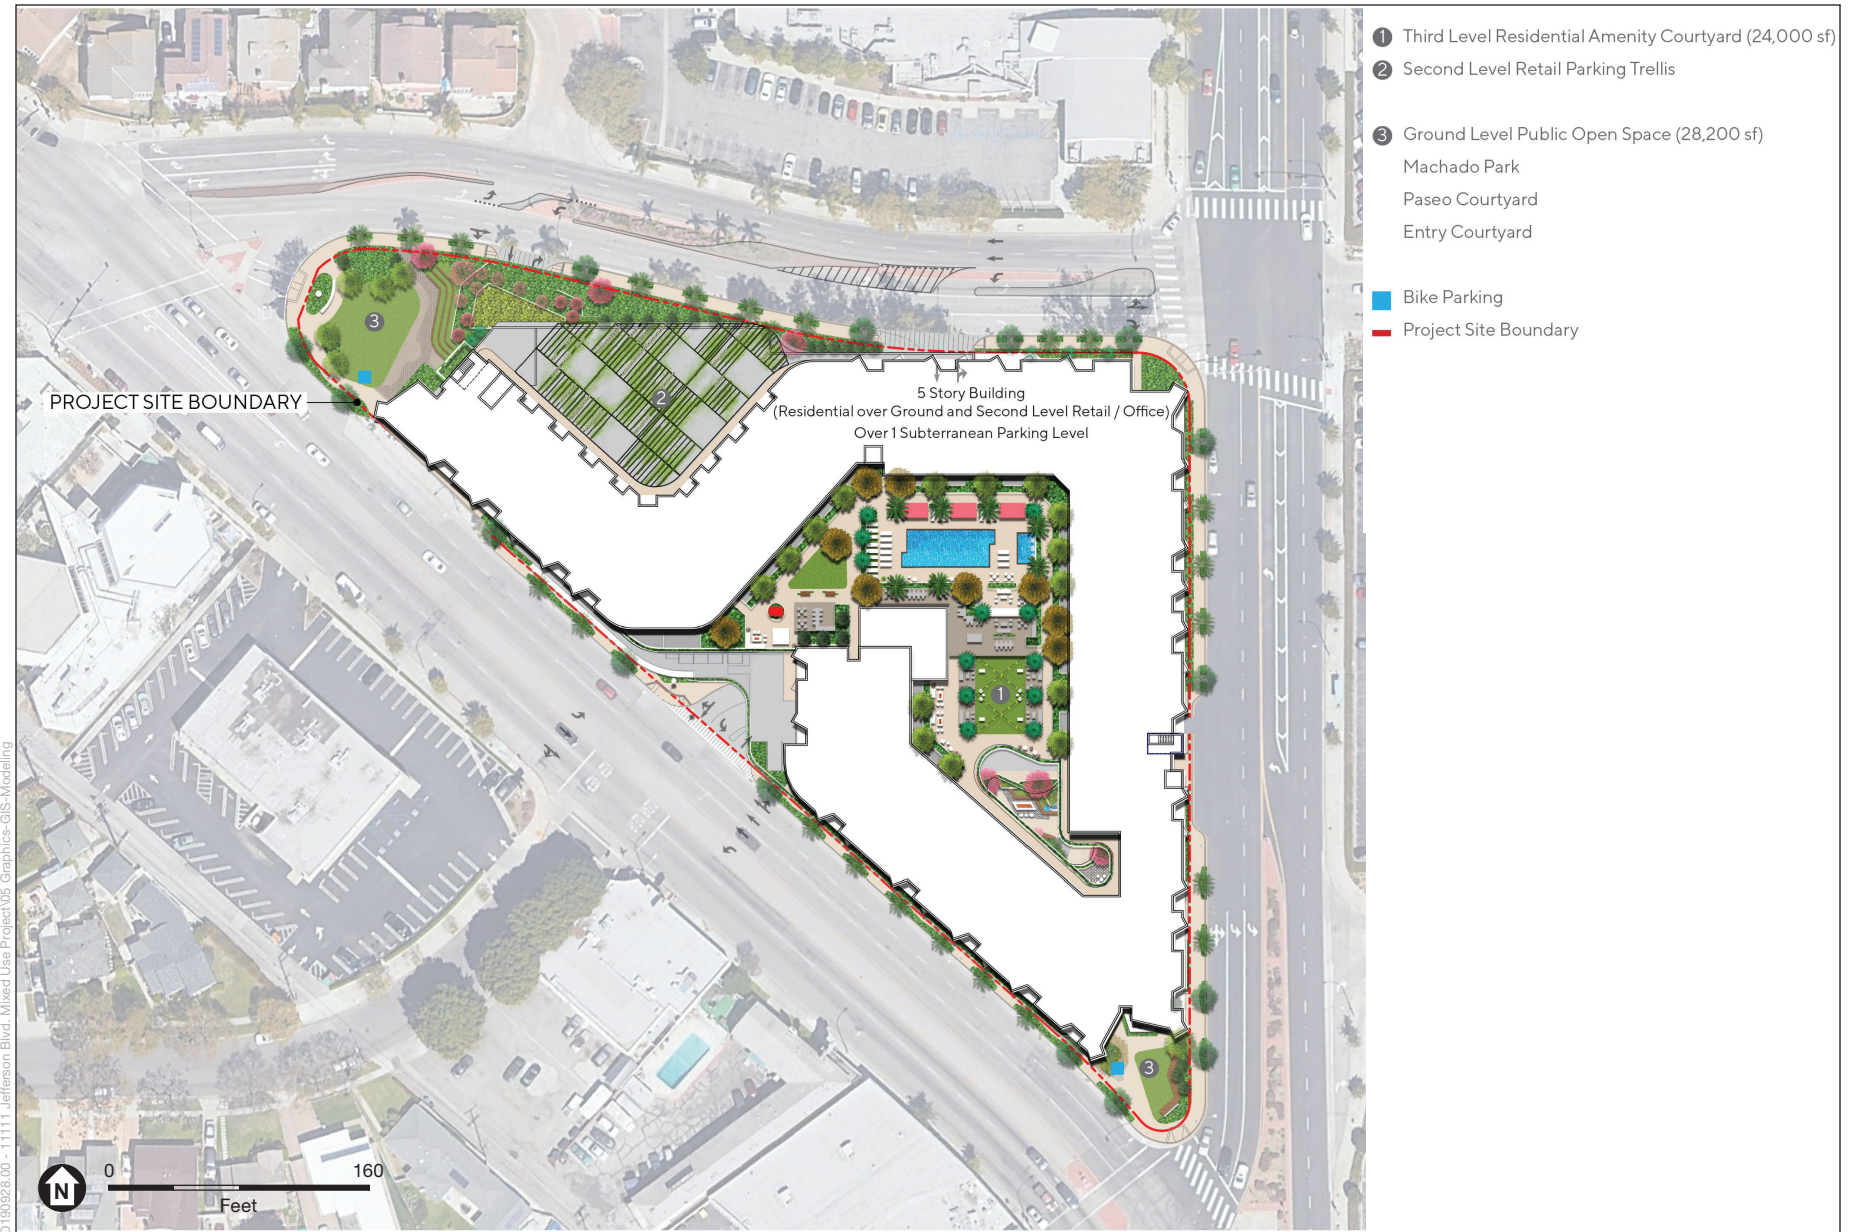 1 Third Level Residential Amenity Courtyard (24,000 sf)
2 Second Level Retail Parking Trellis
3 Ground Level Public Open Space (28,200 sf)
Machado Park
Paseo Courtyard
Entry Courtyard
Bike Parking
Project Site Boundary
3
PROJECT SITE BOUNDARY
2
5 Story Building
(Residential over Ground and Second Level Retail / Office)
Over 1 Subterranean Parking Level
1
3
N
0
160
Feet
D190928.00 - 11111 Jefferson Blvd. Mixed Use Project\05 Graphics-GIS-Modeling